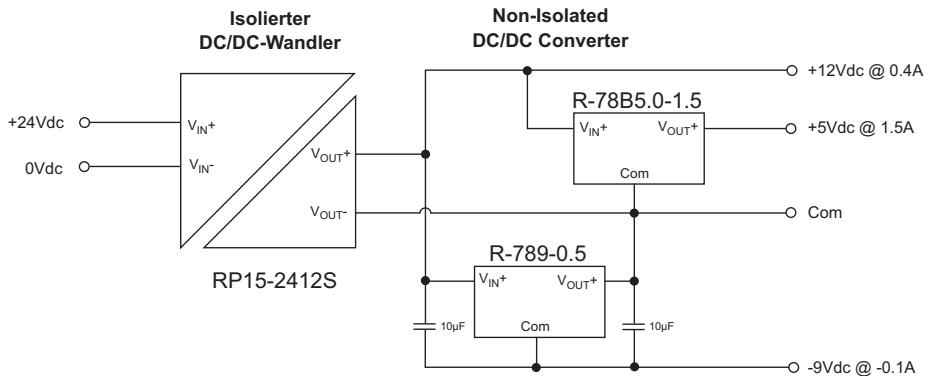 Isolierter
DC/DC-Wandler
Non-Isolated
DC/DC Converter
+12Vdc @ 0.4A
R-78B5.0-1.5
+24Vdc
VIN+
VIN+
VOUT+
+5Vdc @ 1.5A
0Vdc
VIN-
VOUT+
Com
VOUT-
Com
RP15-2412S
R-789-0.5
VIN+
VOUT+
10µF
Com
10µF
-9Vdc @ -0.1A